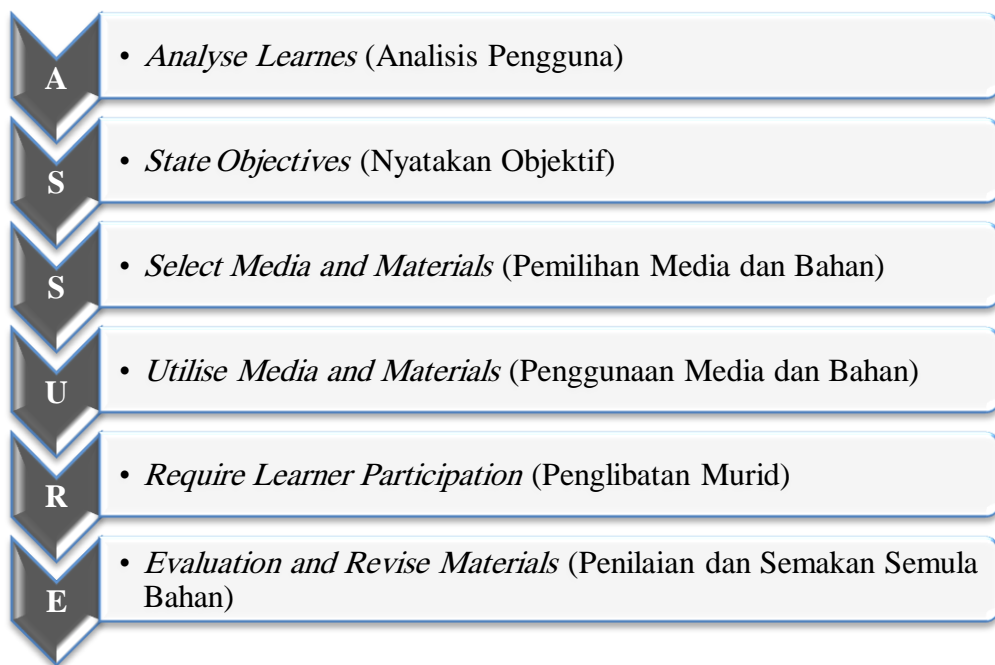 A
• Analyse Learnes (Analisis Pengguna)
S
• State Objectives (Nyatakan Objektif)
S
• Select Media and Materials (Pemilihan Media dan Bahan)
U
• Utilise Media and Materials (Penggunaan Media dan Bahan)
R
• Require Learner Participation (Penglibatan Murid)
E
• Evaluation and Revise Materials (Penilaian dan Semakan Semula
Bahan)